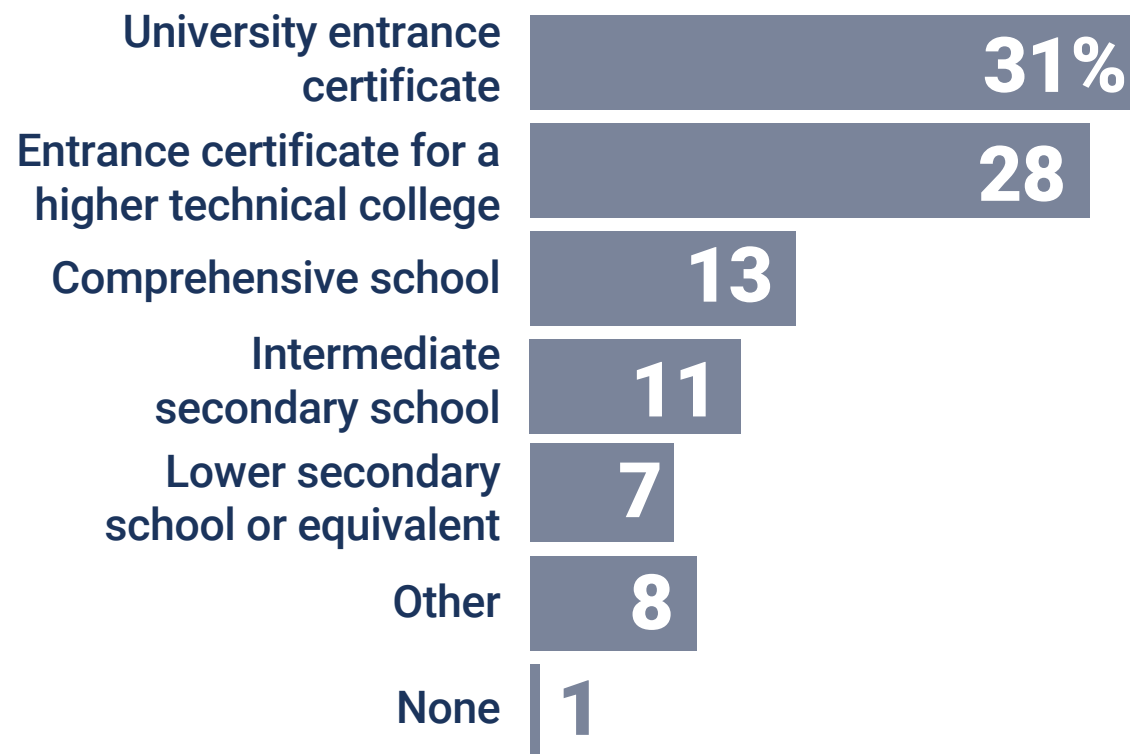 University entrance
certificate
31%
Entrance certificate for a
higher technical college
28
Comprehensive school
13
Intermediate
secondary school
11
Lower secondary
school or equivalent
7
Other
8
None
1